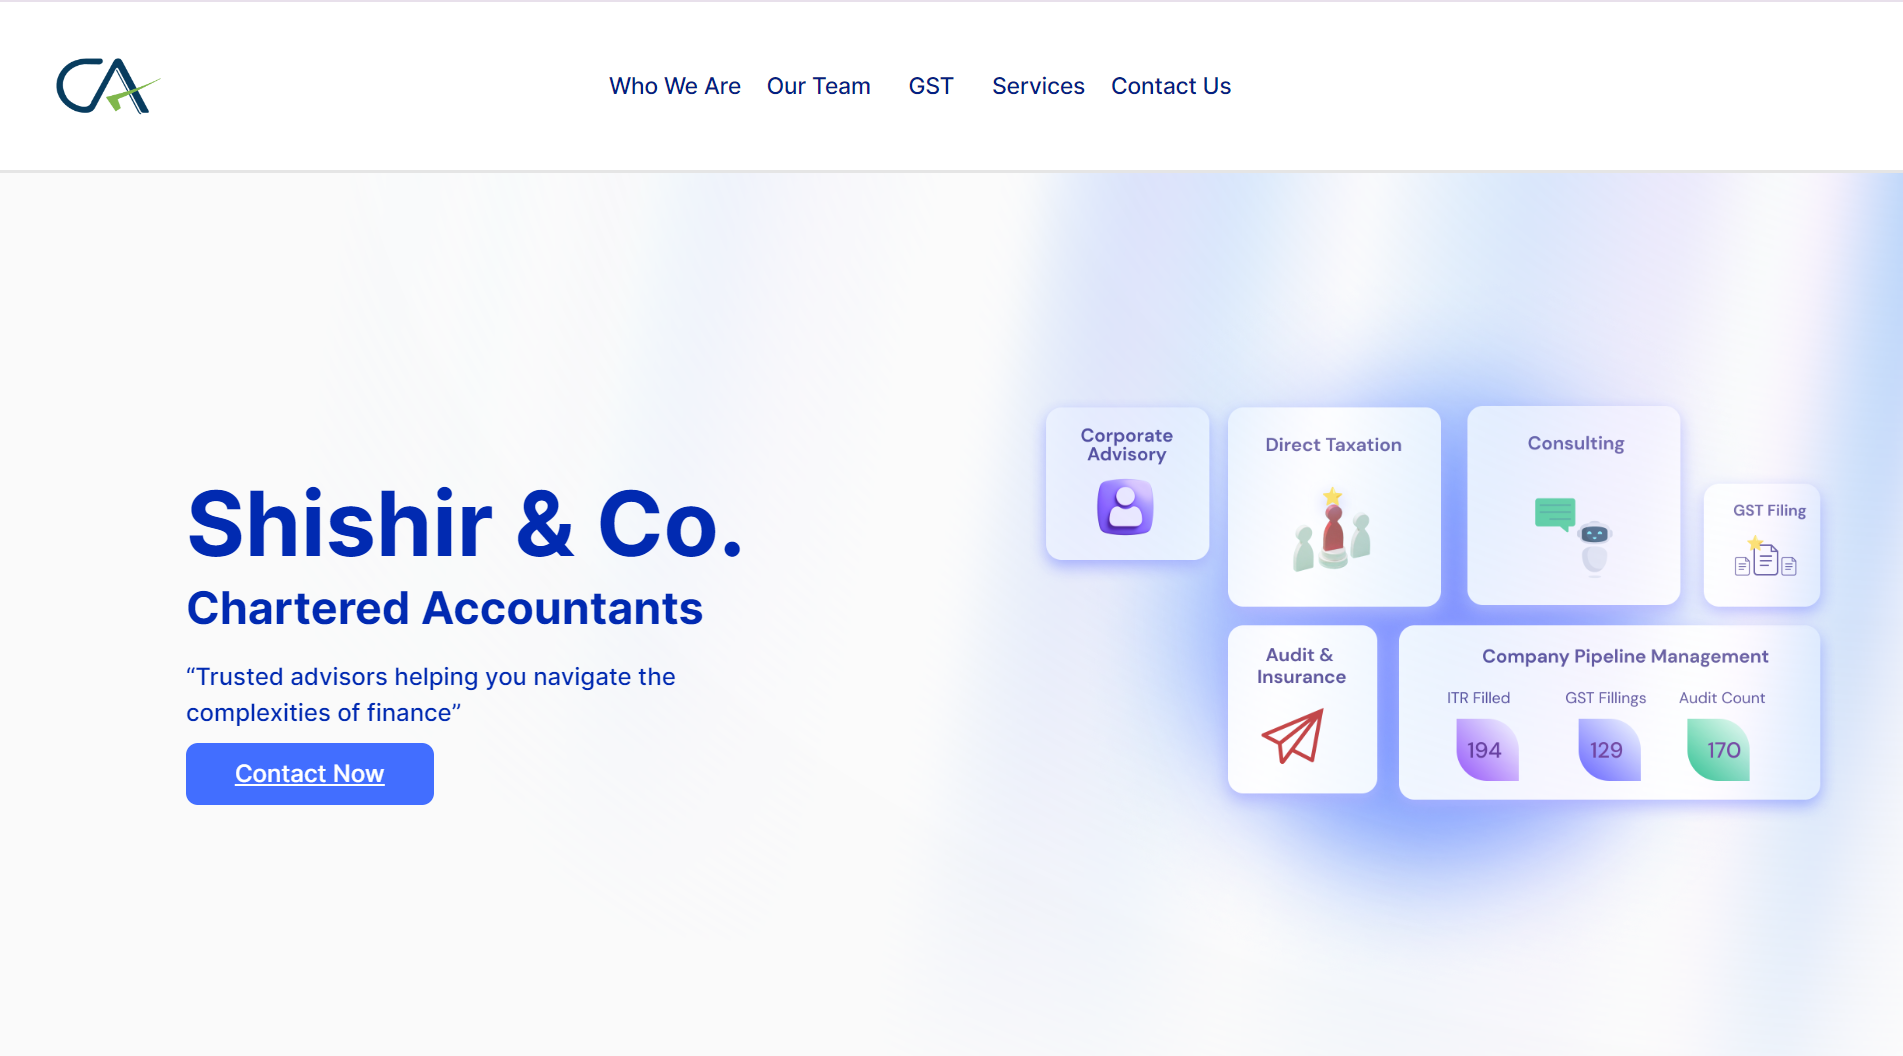 CA
Who We Are
Our Team
GST
Services
Contact Us
Shishir & Co.
Chartered Accountants
“Trusted advisors helping you navigate the
complexities of finance”
Contact Now
Corporate
Advisory
Direct Taxation
Consulting
GST Filing
Audit &
Insurance
Company Pipeline Management
ITR Filled
GST Fillings
Audit Count
194
129
170